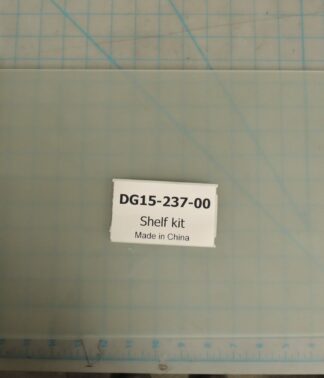 DG15-237-00
Shelf kit
Made in China